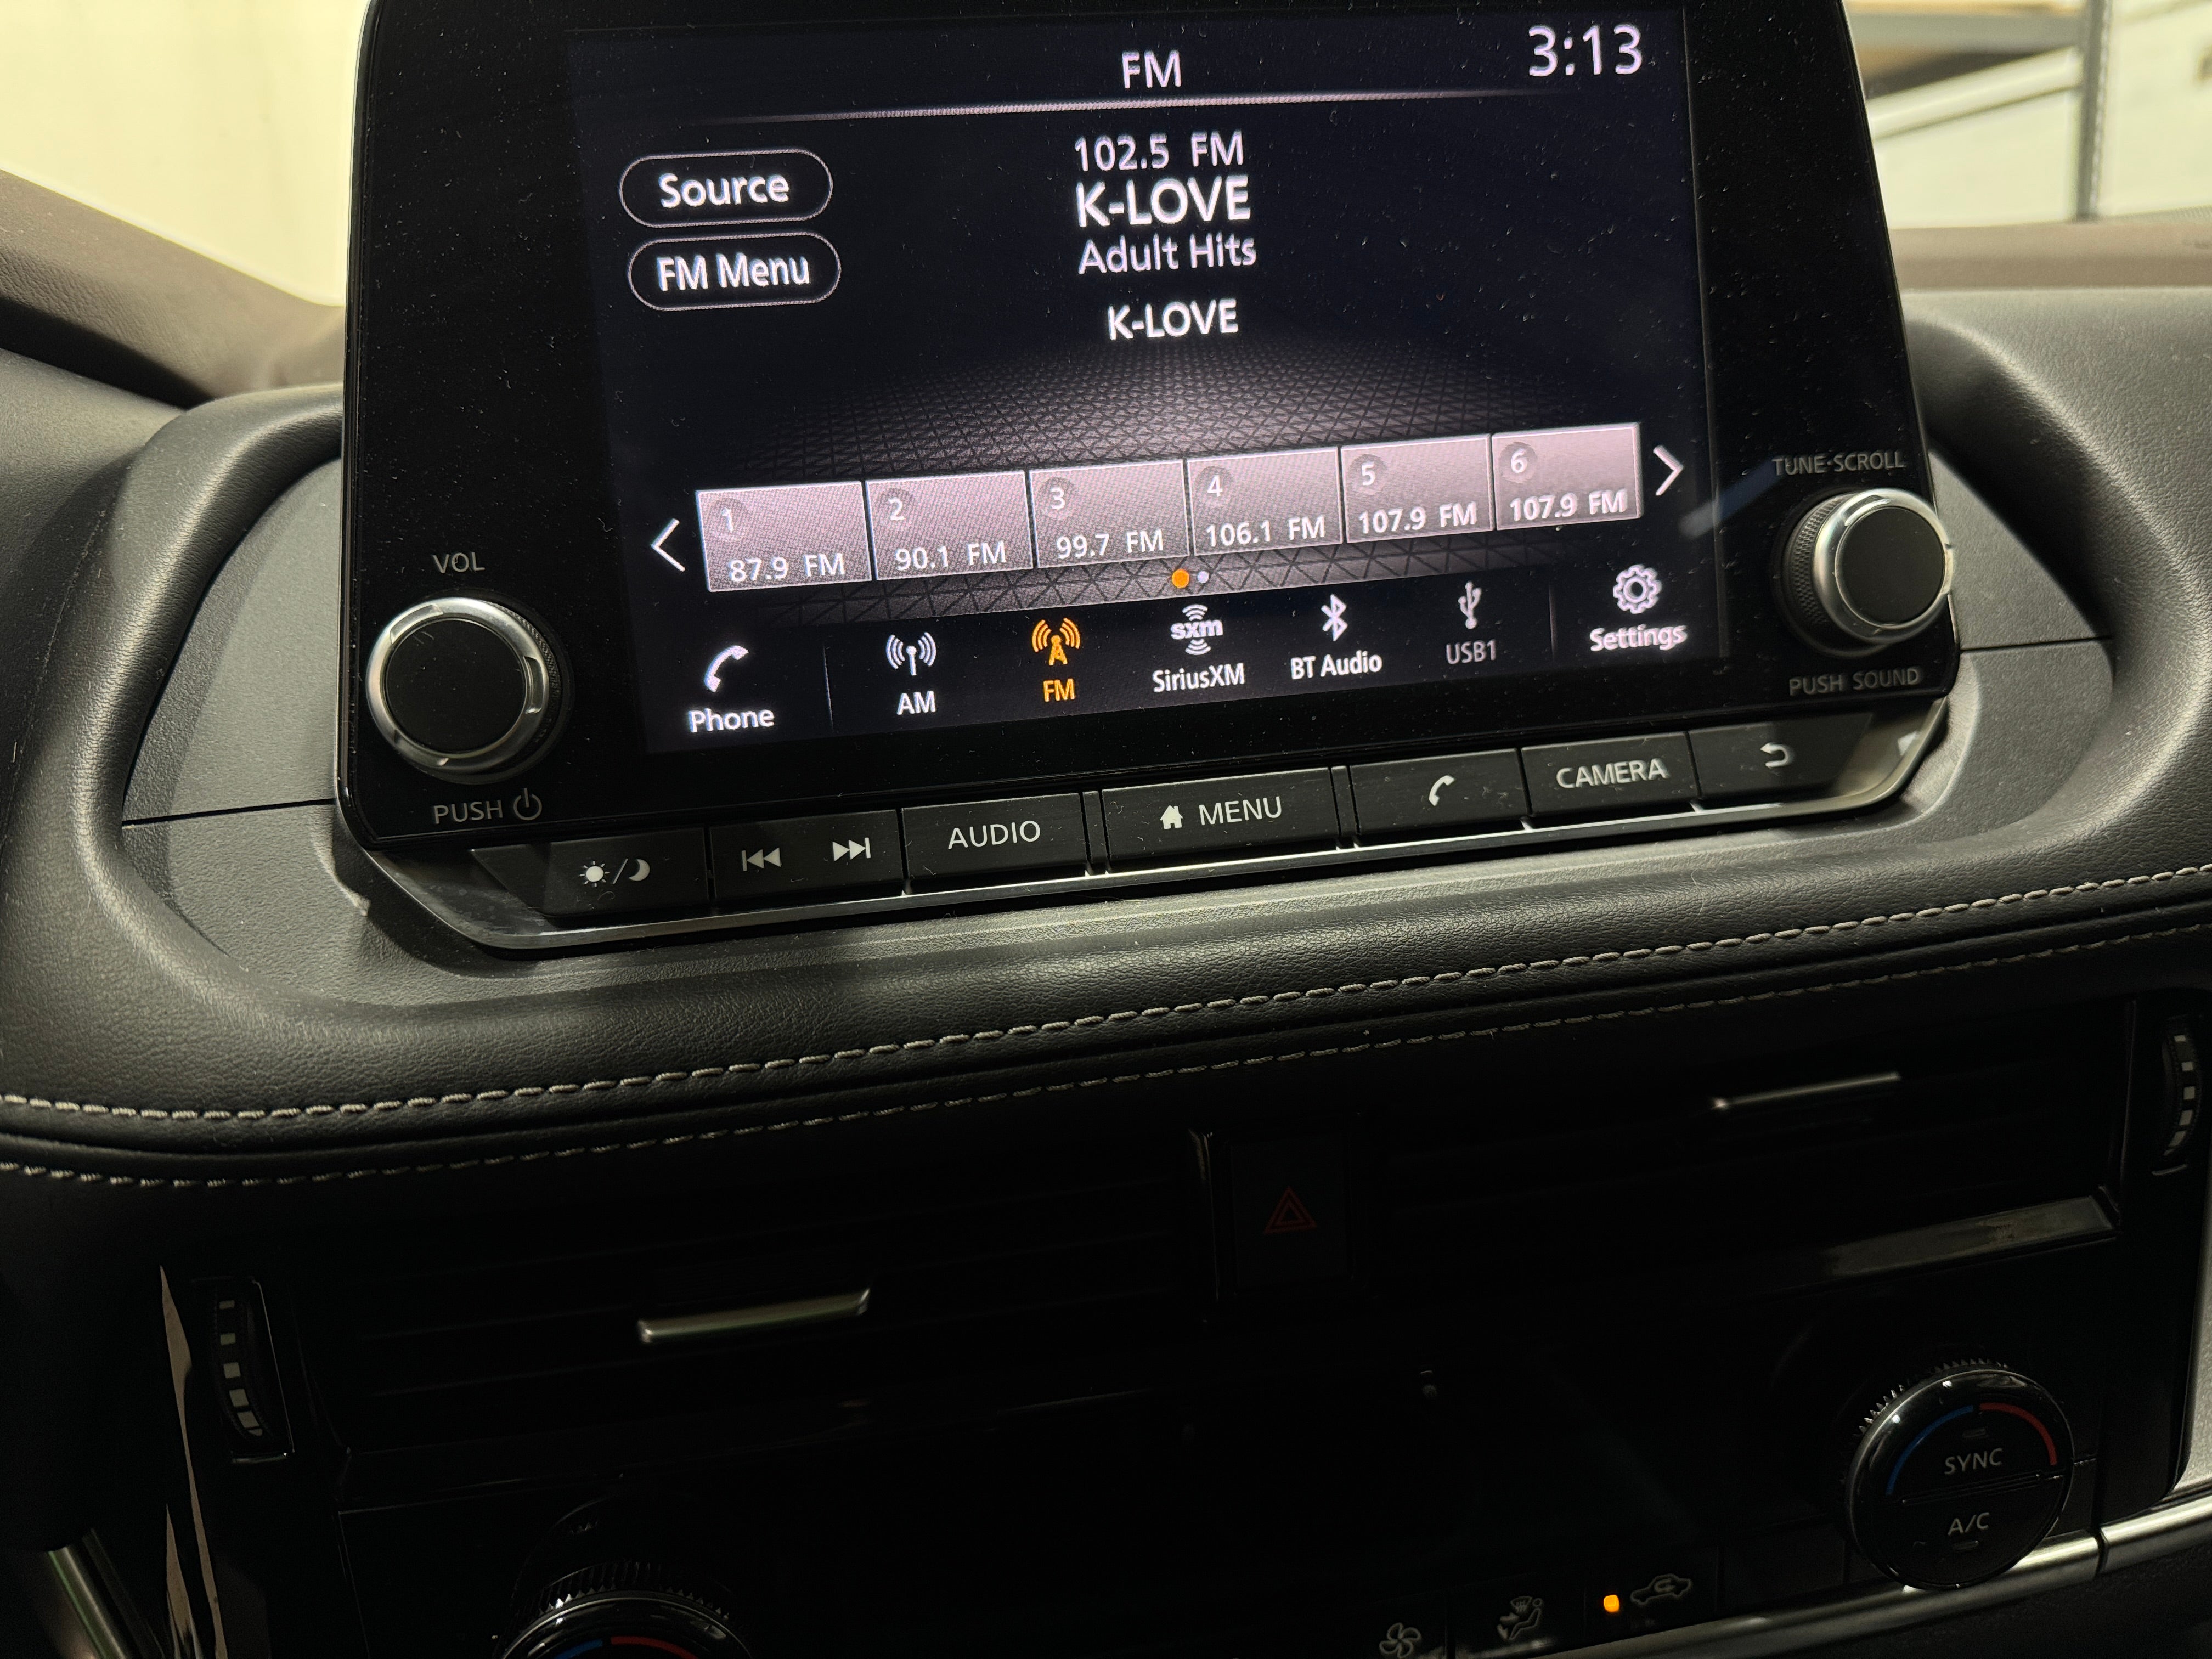 FM
3:13
102.5 FM
K-LOVE
Adult Hits
K-LOVE
Source
FM Menu
1
87.9 FM
2
90.1 FM
3
99.7 FM
4
106.1 FM
5
107.9 FM
6
107.9 FM
Phone
AM
FM
sxm
SiriusXM
BT Audio
USB1
Settings
VOL
PUSH
TUNE·SCROLL
PUSH SOUND
AUDIO
MENU
CAMERA
SYNC
A/C